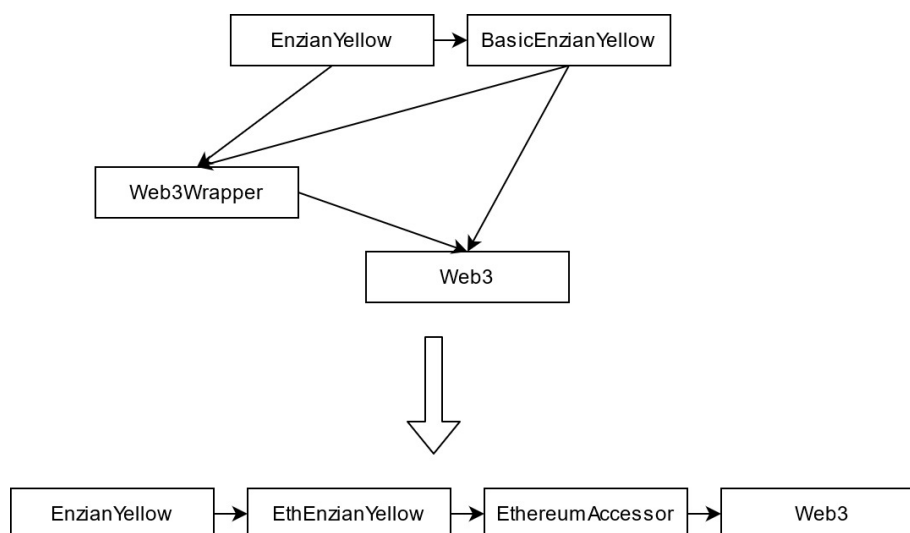 EnzianYellow
BasicEnzianYellow
Web3Wrapper
Web3
EnzianYellow
EthEnzianYellow
EthereumAccessor
Web3